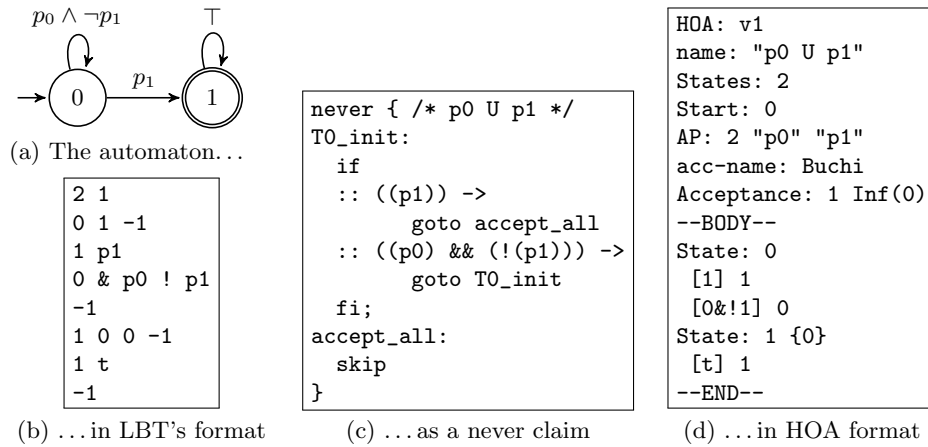 p₀ ∧ ¬p₁
⊤
0
p₁
1
(a) The automaton...
2 1
0 1 -1
1 p1
0 & p0 ! p1
-1
1 0 0 -1
1 t
-1
(b) ...in LBT's format
never { /* p0 U p1 */
T0_init:
  if
  :: ((p1)) ->
        goto accept_all
  :: ((p0) && (!(p1))) ->
        goto T0_init
  fi;
accept_all:
  skip
}
(c) ...as a never claim
HOA: v1
name: "p0 U p1"
States: 2
Start: 0
AP: 2 "p0" "p1"
acc-name: Buchi
Acceptance: 1 Inf(0)
--BODY--
State: 0
 [1] 1
 [0&!1] 0
State: 1 {0}
 [t] 1
--END--
(d) ...in HOA format